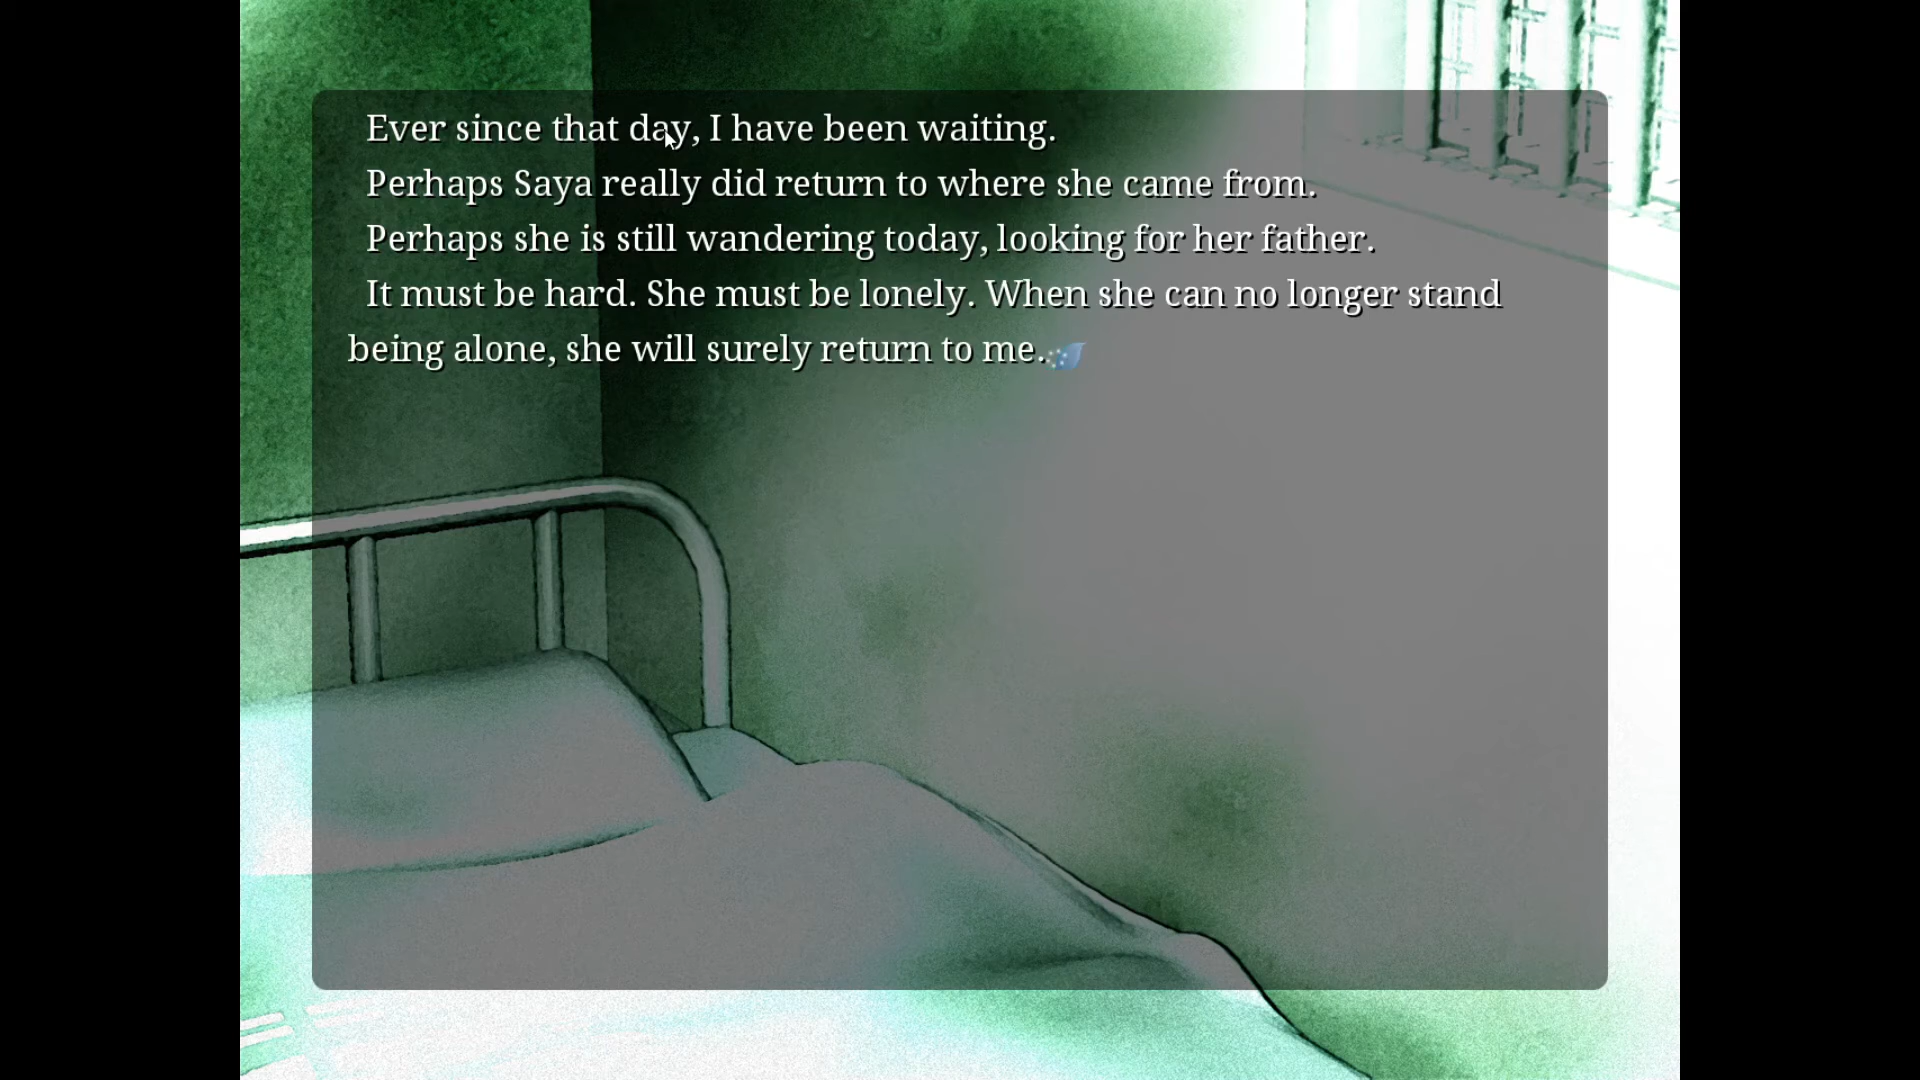 Ever since that day, I have been waiting.
Perhaps Saya really did return to where she came from.
Perhaps she is still wandering today, looking for her father.
It must be hard. She must be lonely. When she can no longer stand
being alone, she will surely return to me.